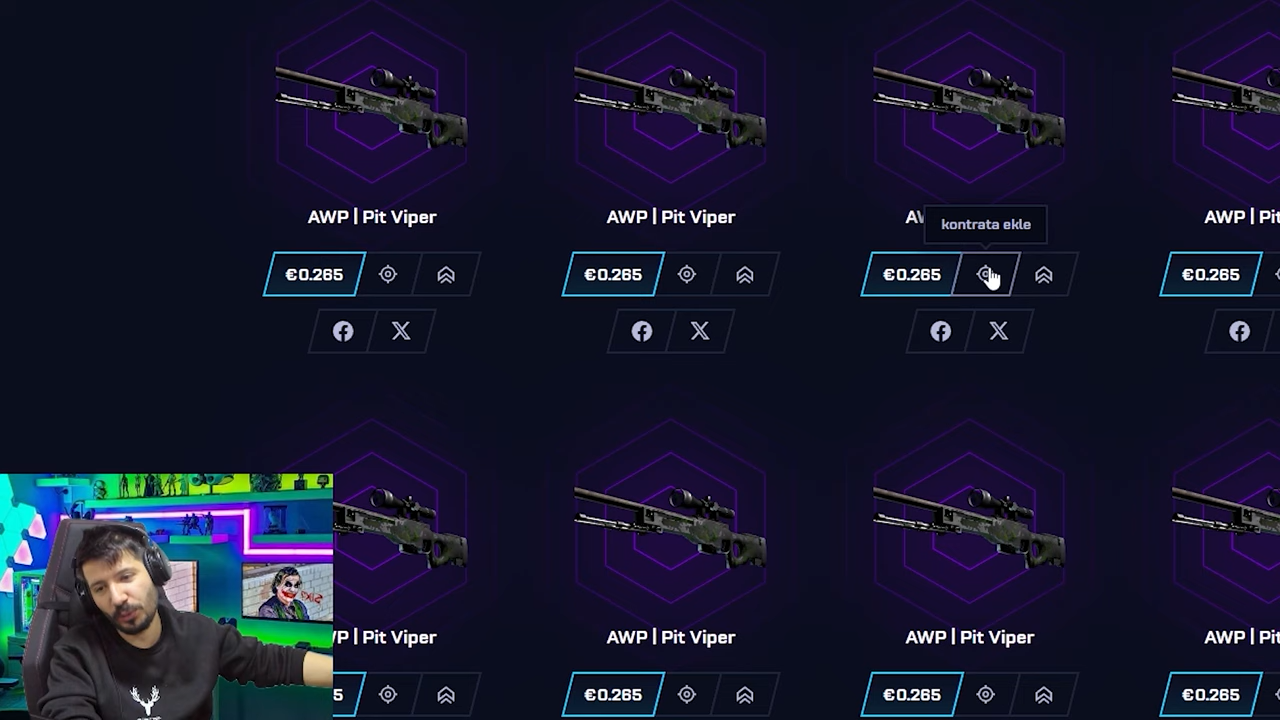 AWP | Pit Viper
AWP | Pit Viper
AWP
AWP | Pit
kontrata ekle
€0.265
€0.265
€0.265
€0.265
AWP | Pit Viper
AWP | Pit Viper
AWP | Pit
Pit Viper
€0.265
€0.265
€0.265